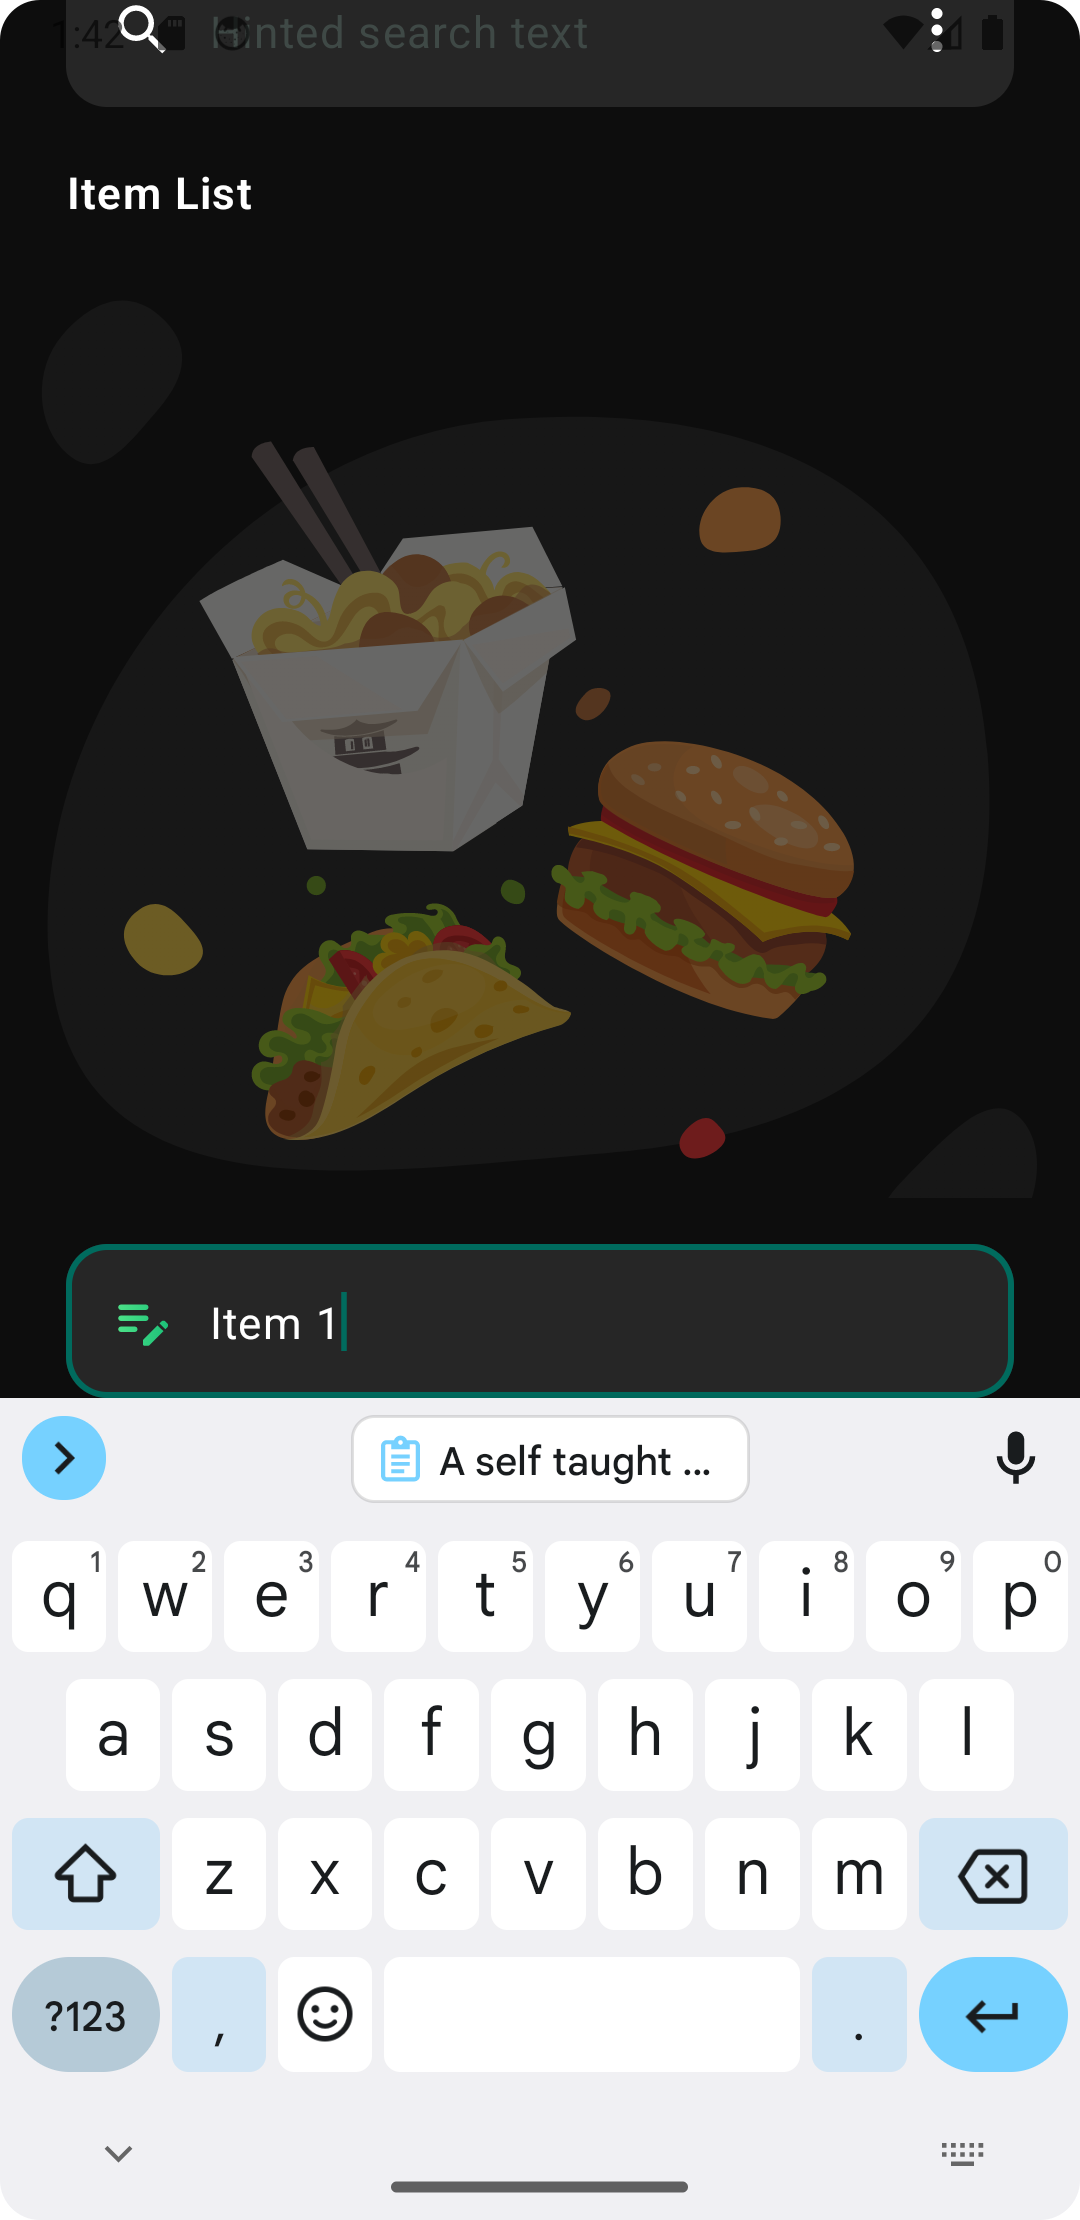 1:42
Hinted search text
Item List
Item 1
A self taught ...
q 1 w 2 e 3 r 4 t 5 y 6 u 7 i 8 o 9 p 0
a s d f g h j k l
z x c v b n m
?123 , .